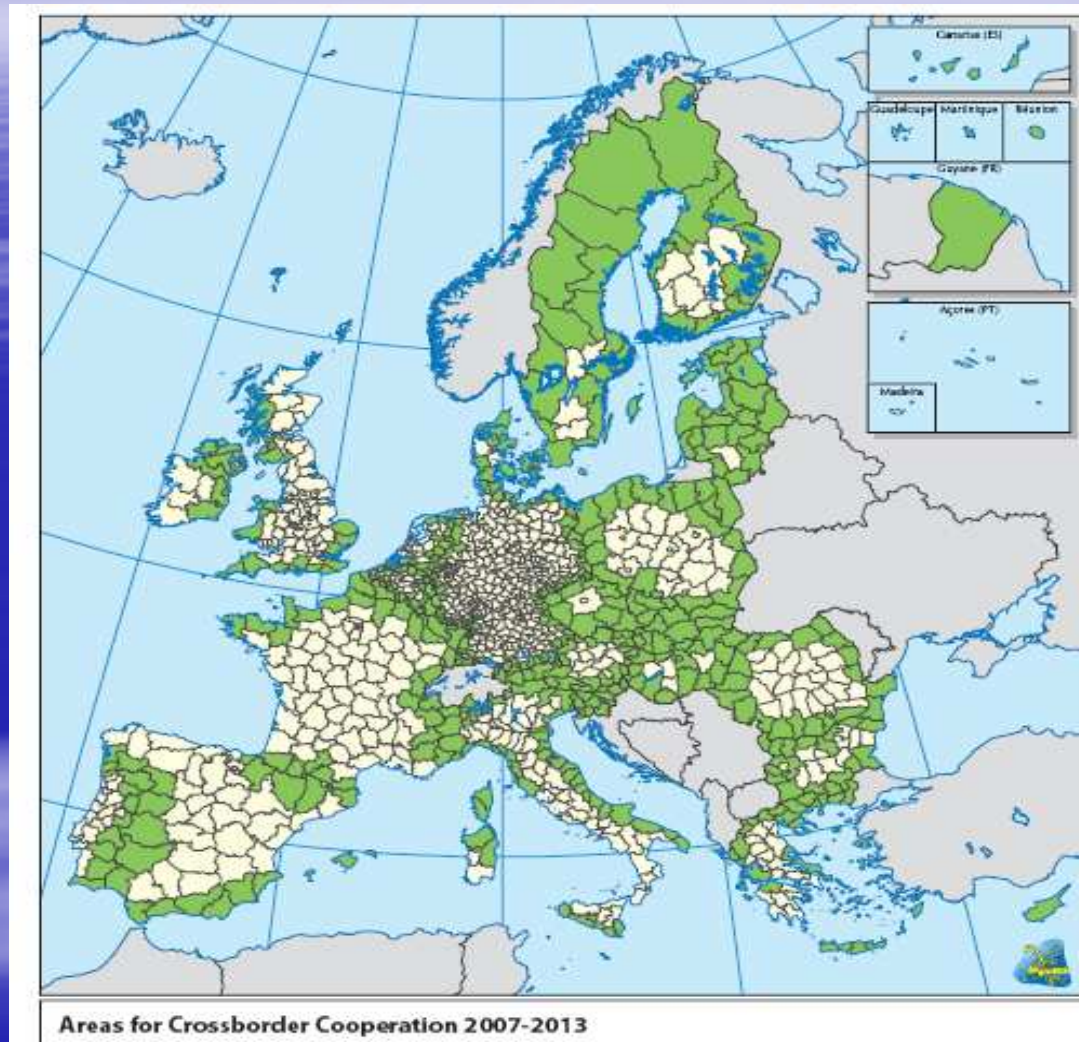 Canarias (ES)
Guadeloupe
Martinique
Réunion
Guyane (FR)
Açores (PT)
Madeira
Areas for Crossborder Cooperation 2007-2013